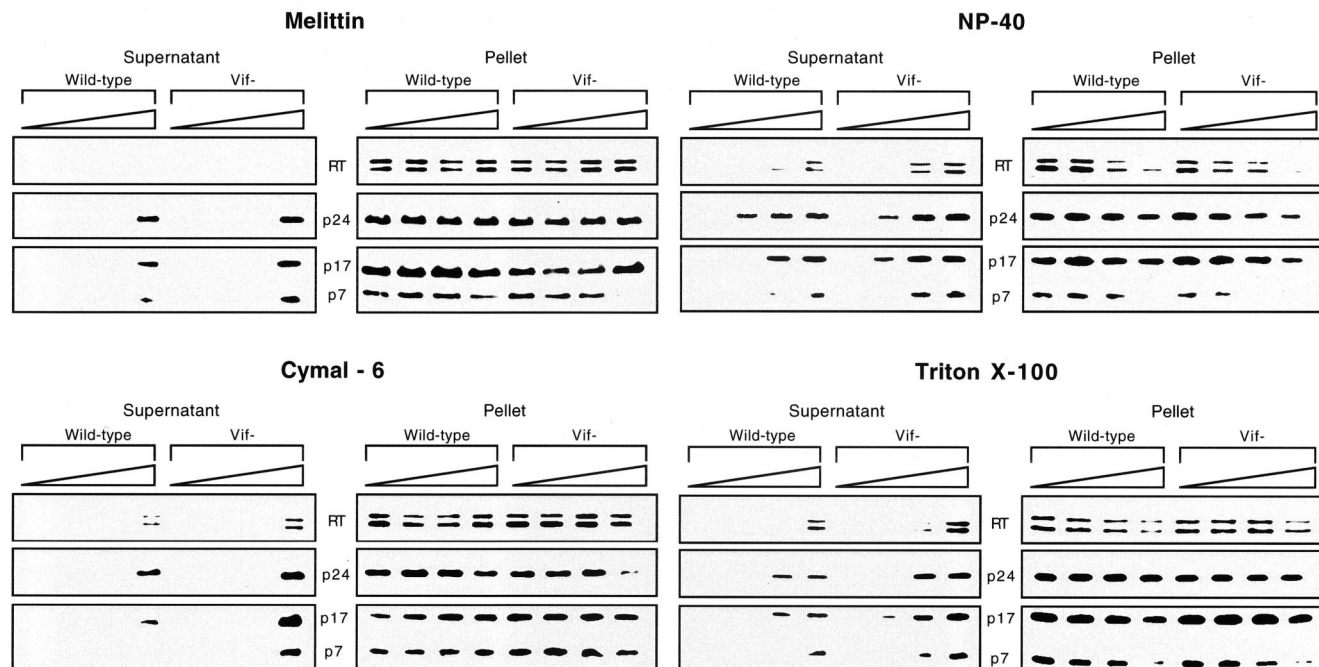 Melittin
Supernatant Pellet
Wild-type Vif- Wild-type Vif-
RT
p24
p17
p7
NP-40
Supernatant Pellet
Wild-type Vif- Wild-type Vif-
RT
p24
p17
p7
Cymal - 6
Supernatant Pellet
Wild-type Vif- Wild-type Vif-
RT
p24
p17
p7
Triton X-100
Supernatant Pellet
Wild-type Vif- Wild-type Vif-
RT
p24
p17
p7